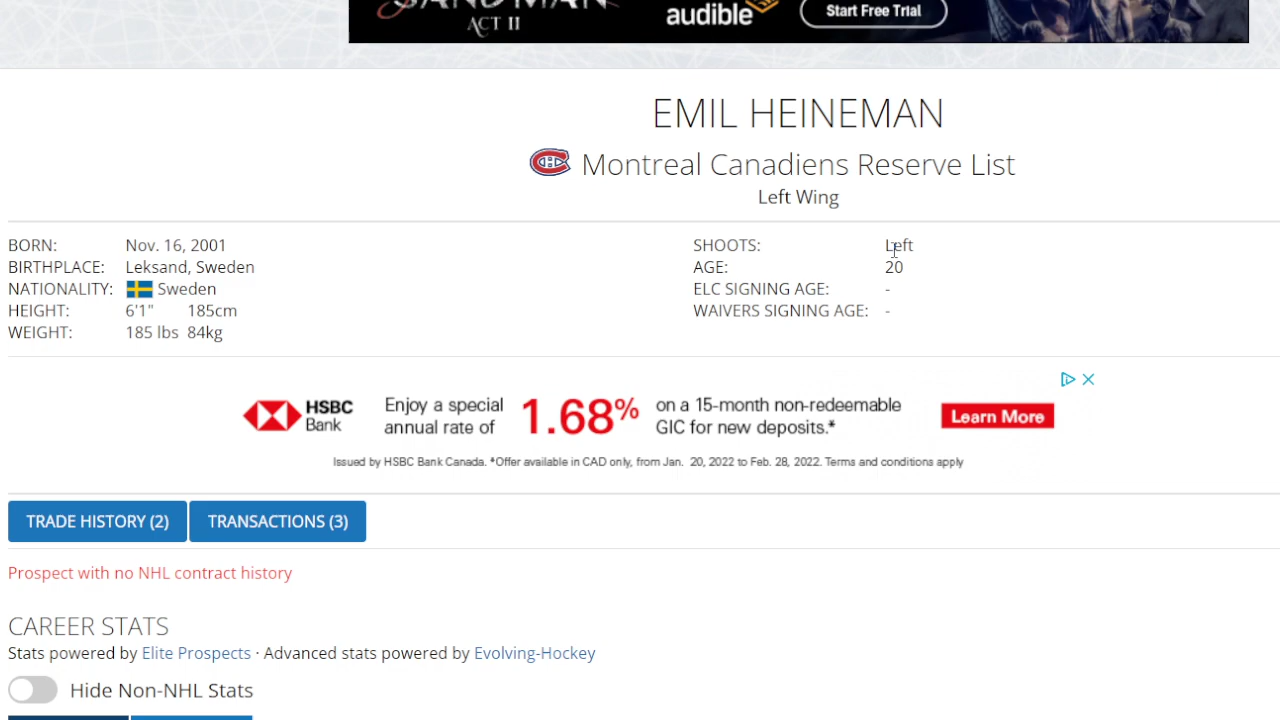 SANDMAN
ACT II
audible
Start Free Trial
EMIL HEINEMAN
Montreal Canadiens Reserve List
Left Wing
BORN: Nov. 16, 2001
BIRTHPLACE: Leksand, Sweden
NATIONALITY: Sweden
HEIGHT: 6'1" 185cm
WEIGHT: 185 lbs 84kg
SHOOTS: Left
AGE: 20
ELC SIGNING AGE: -
WAIVERS SIGNING AGE: -
HSBC
Bank
Enjoy a special
annual rate of
1.68%
on a 15-month non-redeemable
GIC for new deposits.*
Learn More
Issued by HSBC Bank Canada. *Offer available in CAD only, from Jan. 20, 2022 to Feb. 28, 2022. Terms and conditions apply
TRADE HISTORY (2) TRANSACTIONS (3)
Prospect with no NHL contract history
CAREER STATS
Stats powered by Elite Prospects · Advanced stats powered by Evolving-Hockey
Hide Non-NHL Stats